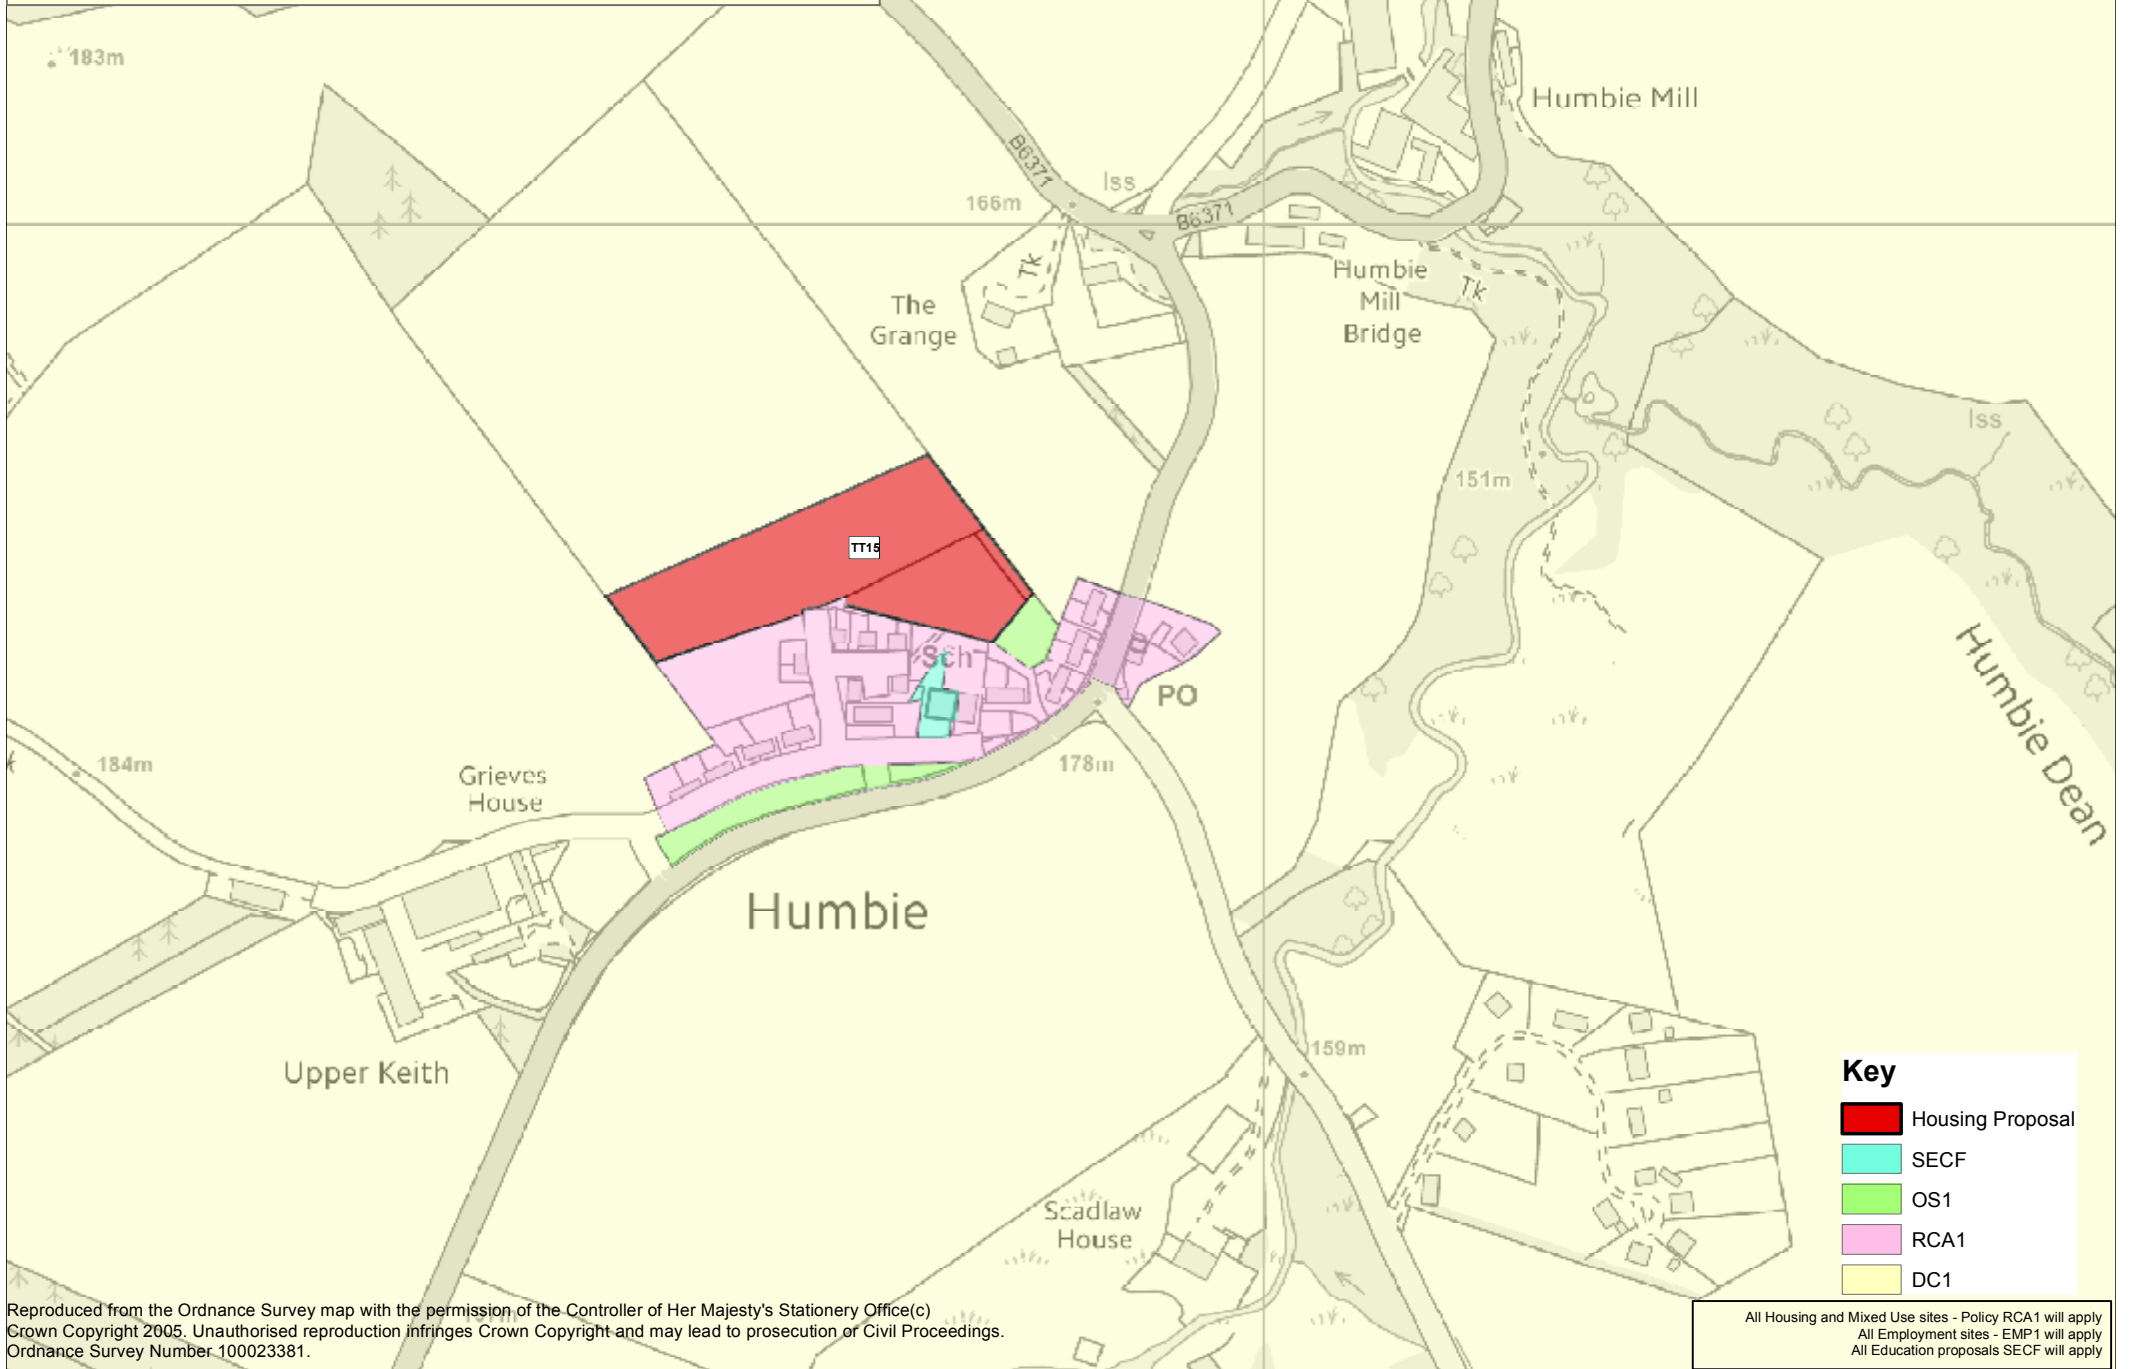 183m
Humbie Mill
B6371
Iss
166m
B6371
Tk
The
Grange
Humbie
Mill
Bridge
Tk
Iss
151m
TT15
Sch
PO
Humbie Dean
184m
Grieves
House
178m
Humbie
Upper Keith
159m
Scadlaw
House
Key
Housing Proposal
SECF
OS1
RCA1
DC1
Reproduced from the Ordnance Survey map with the permission of the Controller of Her Majesty's Stationery Office(c)
Crown Copyright 2005. Unauthorised reproduction infringes Crown Copyright and may lead to prosecution or Civil Proceedings.
Ordnance Survey Number 100023381.
All Housing and Mixed Use sites - Policy RCA1 will apply
All Employment sites - EMP1 will apply
All Education proposals SECF will apply